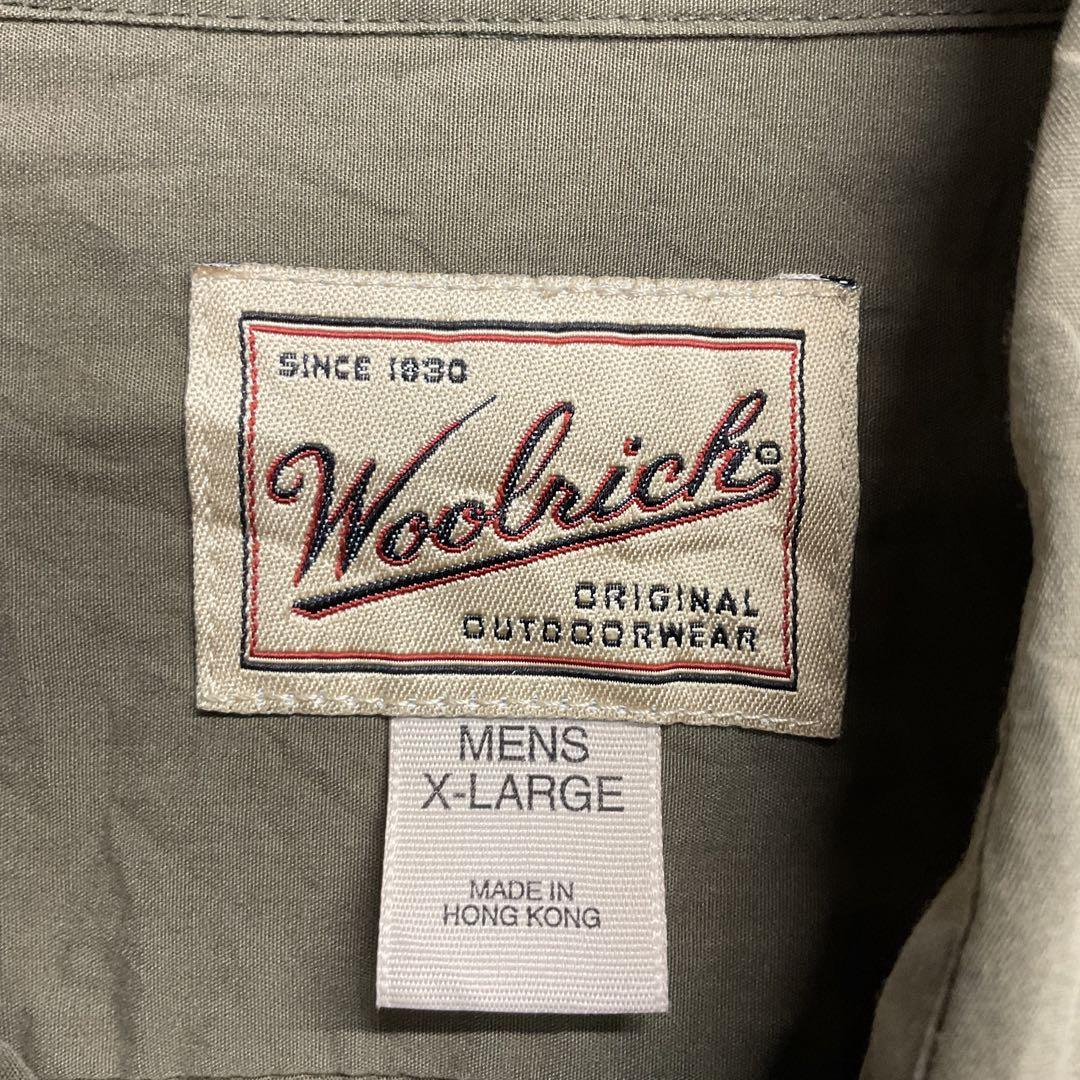 SINCE 1830
Woolrich®
ORIGINAL
OUTDOORWEAR
MENS
X-LARGE
MADE IN
HONG KONG